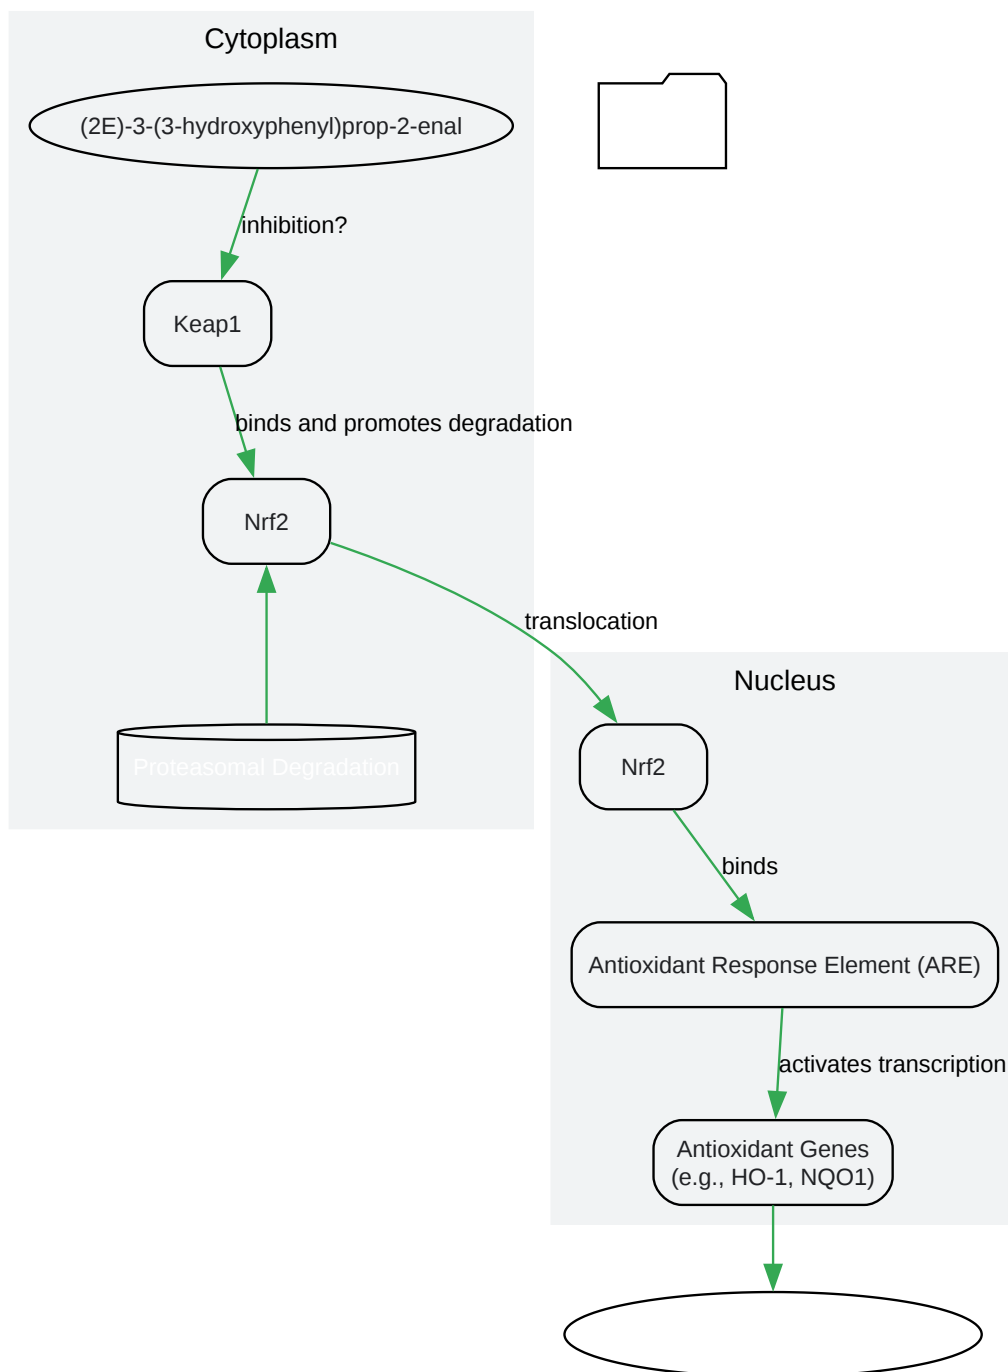 Cytoplasm
(2E)-3-(3-hydroxyphenyl)prop-2-enal
inhibition?
Keap1
binds and promotes degradation
Nrf2
translocation
Nucleus
Proteasomal Degradation
Nrf2
binds
Antioxidant Response Element (ARE)
activates transcription
Antioxidant Genes
(e.g., HO-1, NQO1)